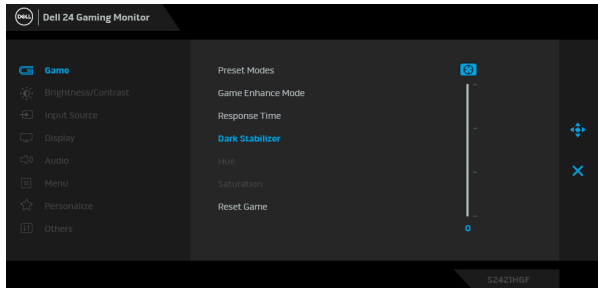 DELL
Dell 24 Gaming Monitor
Game
Brightness/Contrast
Input Source
Display
Audio
Menu
Personalize
Others
Preset Modes
Game Enhance Mode
Response Time
Dark Stabilizer
Hue
Saturation
Reset Game
0
S2421HGF